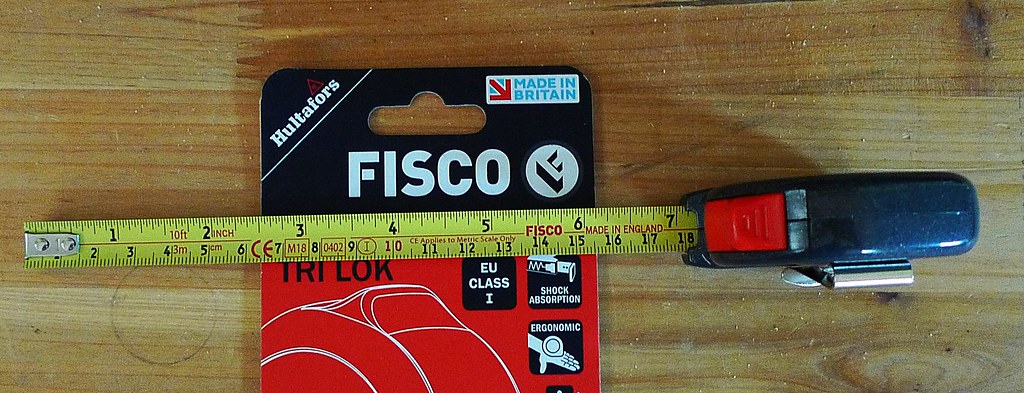 Hultafors
MADE IN
BRITAIN
FISCO
1 10ft 2 INCH 3 4 5 FISCO 6 MADE IN ENGLAND 7
2 3 4 3m 5 cm 6 CE 7 M18 8 0402 9 I 10 CE Applies to Metric Scale Only 11 12 13 14 15 16 17 18
TRI LOK
EU
CLASS
I
SHOCK
ABSORPTION
ERGONOMIC